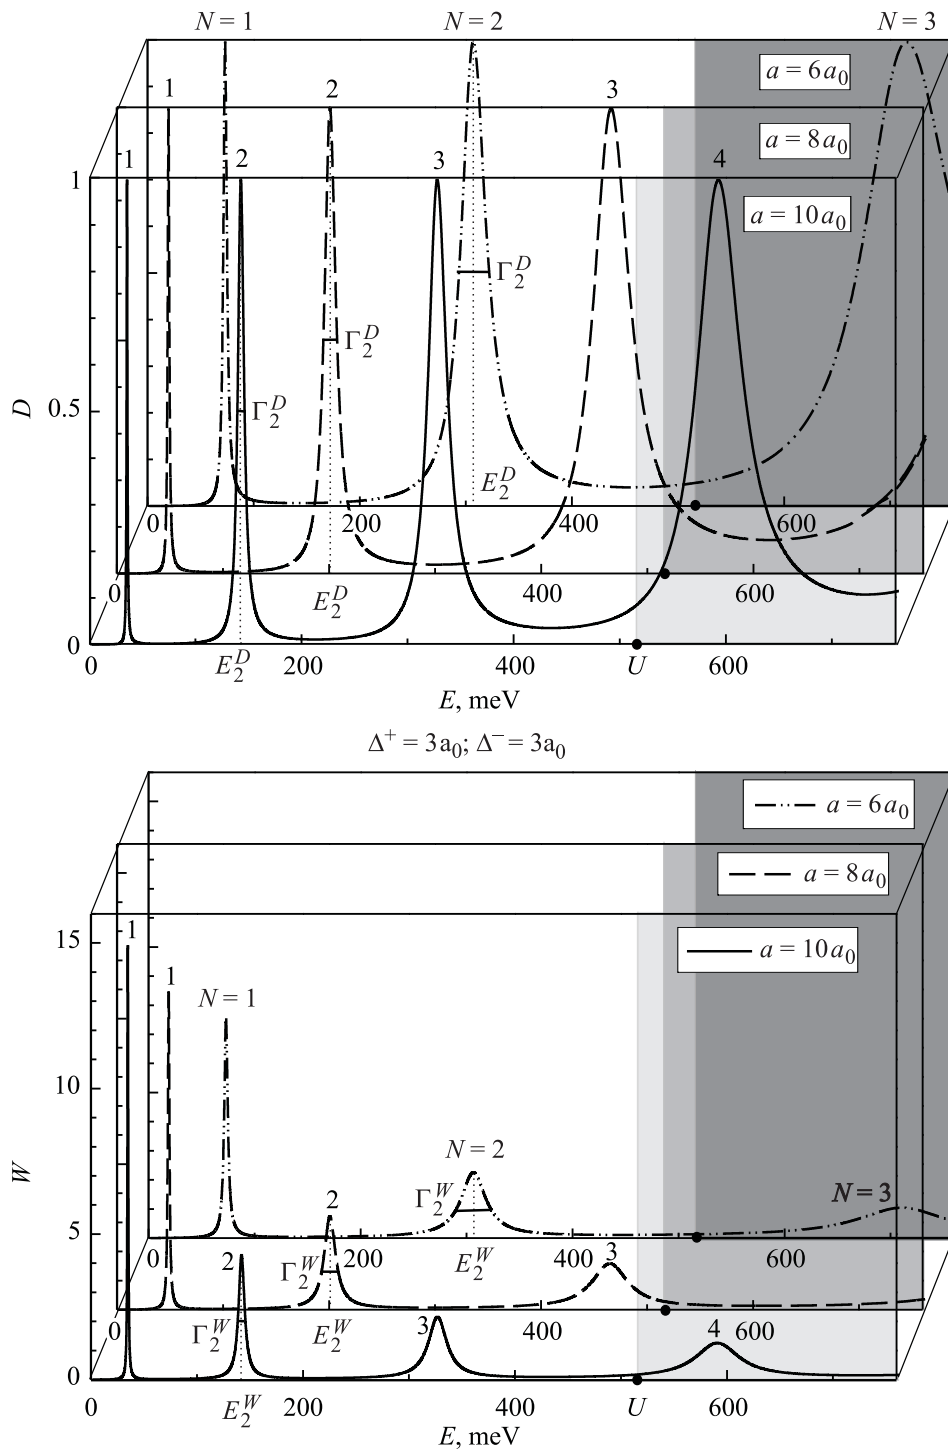 N = 1
N = 2
N = 3
a = 6a₀
1
2
3
a = 8a₀
1
2
3
4
1
a = 10a₀
Γ₂ᴰ
Γ₂ᴰ
0.5
Γ₂ᴰ
D
E₂ᴰ
0
200
400
600
0
E₂ᴰ
400
600
0
0
E₂ᴰ
200
400
U
600
E, meV
Δ⁺ = 3a₀; Δ⁻ = 3a₀
a = 6a₀
a = 8a₀
1
15
a = 10a₀
1
N = 1
10
N = 2
W
Γ₂ᵂ
N = 3
2
5
0
200
E₂ᵂ
400
600
2
Γ₂ᵂ
3
0
Γ₂ᵂ
E₂ᵂ
3
400
4
600
0
0
E₂ᵂ
200
400
U
600
E, meV